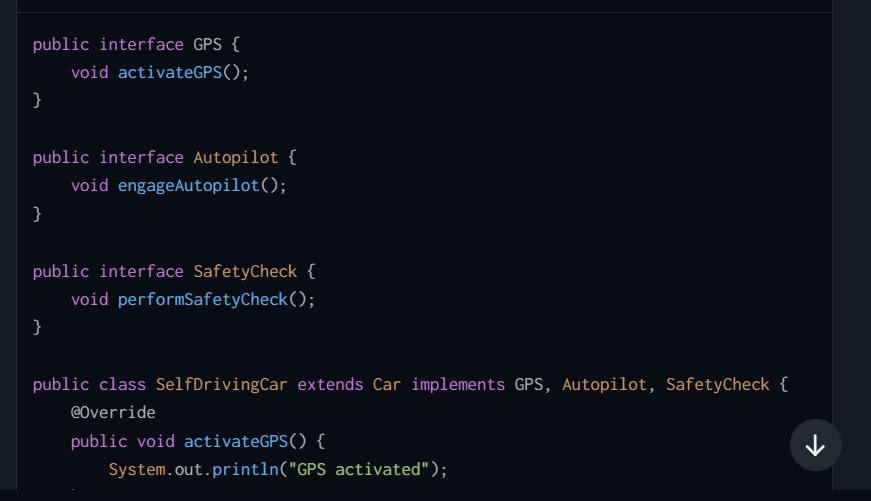 public interface GPS {
    void activateGPS();
}

public interface Autopilot {
    void engageAutopilot();
}

public interface SafetyCheck {
    void performSafetyCheck();
}

public class SelfDrivingCar extends Car implements GPS, Autopilot, SafetyCheck {
    @Override
    public void activateGPS() {
        System.out.println("GPS activated");